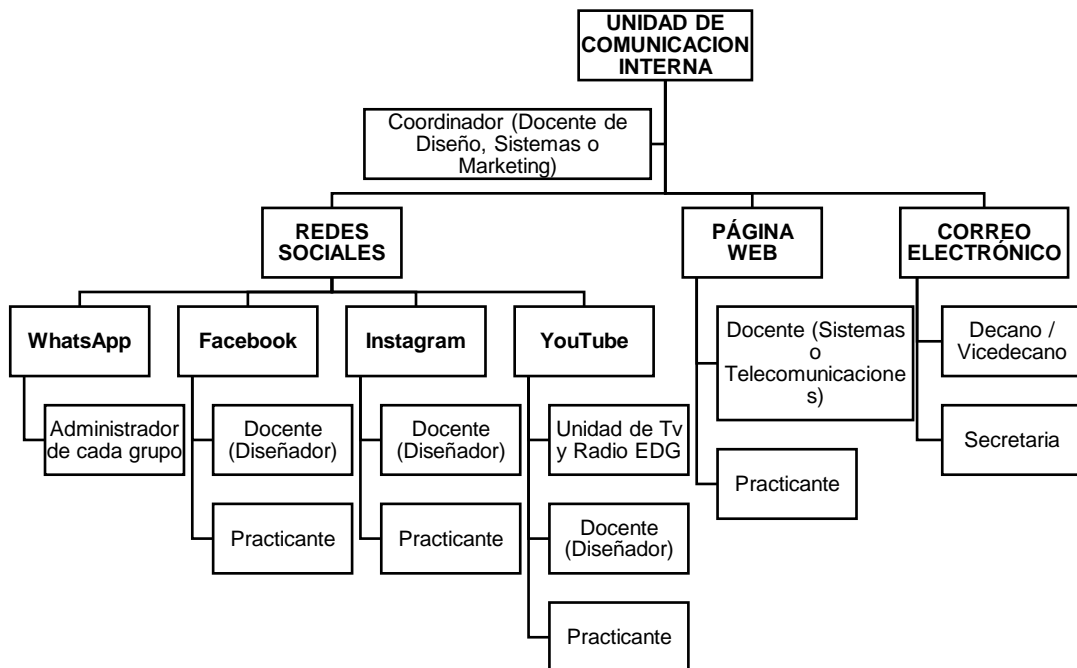 UNIDAD DE
COMUNICACION
INTERNA
Coordinador (Docente de
Diseño, Sistemas o
Marketing)
REDES
SOCIALES
PÁGINA
WEB
CORREO
ELECTRÓNICO
WhatsApp
Facebook
Instagram
YouTube
Docente (Sistemas
o
Telecomunicacione
s)
Decano /
Vicedecano
Administrador
de cada grupo
Docente
(Diseñador)
Docente
(Diseñador)
Unidad de Tv
y Radio EDG
Secretaria
Practicante
Practicante
Practicante
Docente
(Diseñador)
Practicante